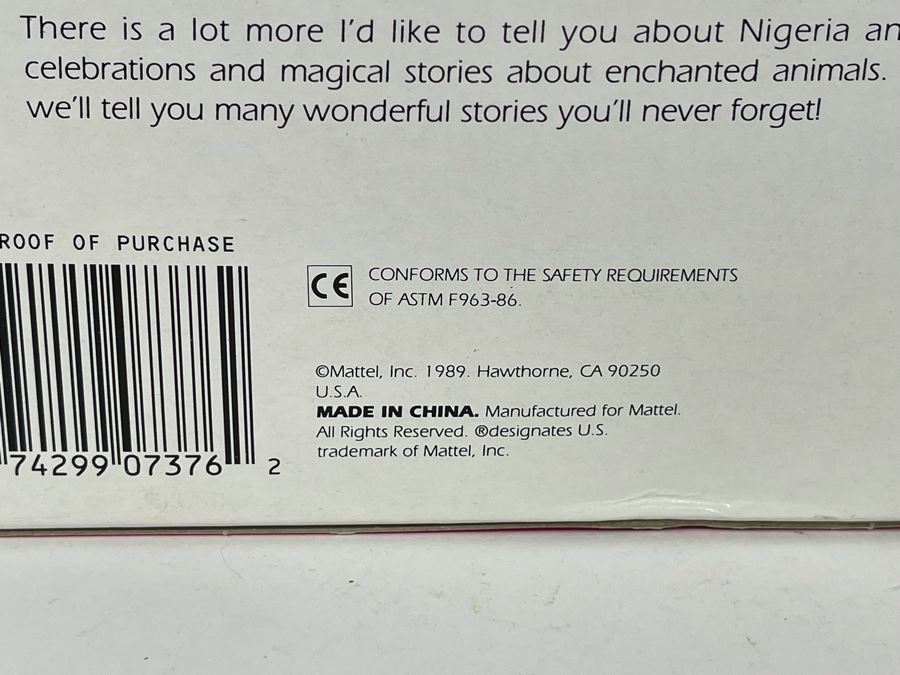 There is a lot more I'd like to tell you about Nigeria
celebrations and magical stories about enchanted animals.
we'll tell you many wonderful stories you'll never forget!
ROOF OF PURCHASE
74299 07376 2
CE CONFORMS TO THE SAFETY REQUIREMENTS
OF ASTM F963-86.
©Mattel, Inc. 1989. Hawthorne, CA 90250
U.S.A.
MADE IN CHINA. Manufactured for Mattel.
All Rights Reserved. ®designates U.S.
trademark of Mattel, Inc.